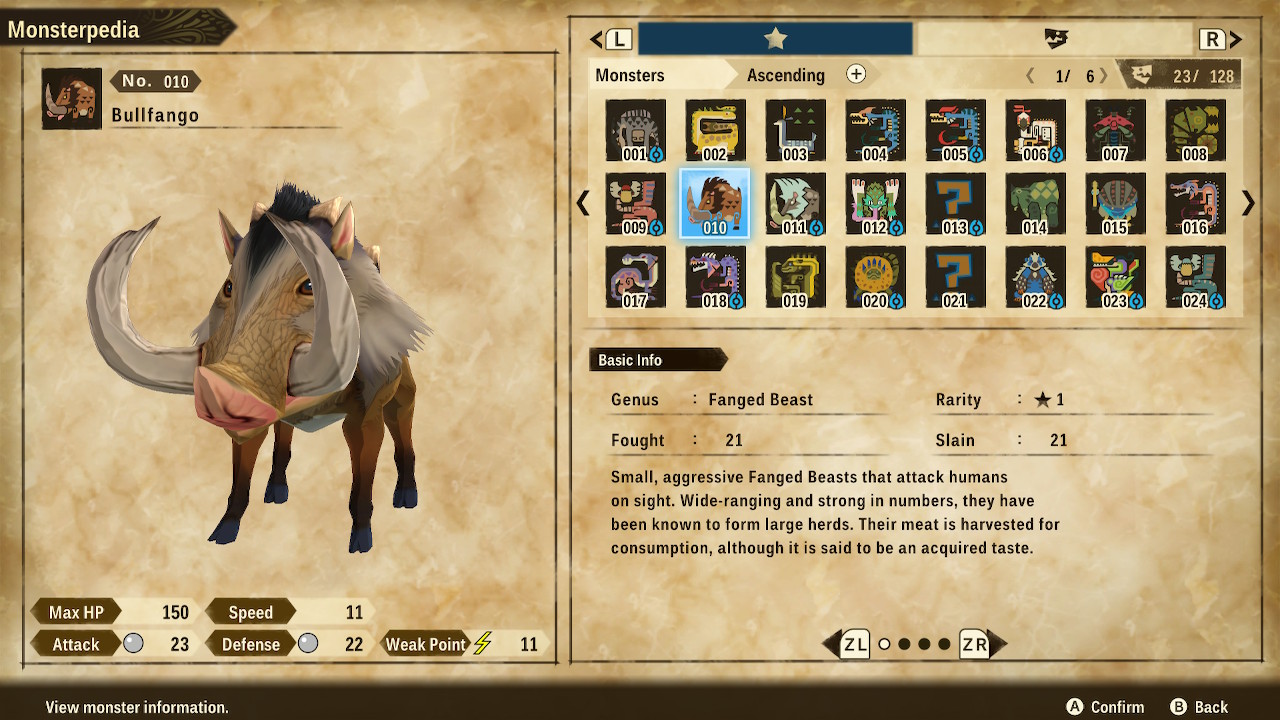 Monsterpedia
No. 010
Bullfango
Max HP 150 Speed 11
Attack 23 Defense 22 Weak Point 11
L R
Monsters Ascending 1/ 6 23/ 128
001 002 003 004 005 006 007 008
009 010 011 012 013 014 015 016
017 018 019 020 021 022 023 024
Basic Info
Genus : Fanged Beast Rarity : ★ 1
Fought : 21 Slain : 21
Small, aggressive Fanged Beasts that attack humans
on sight. Wide-ranging and strong in numbers, they have
been known to form large herds. Their meat is harvested for
consumption, although it is said to be an acquired taste.
ZL ZR
View monster information. A Confirm B Back